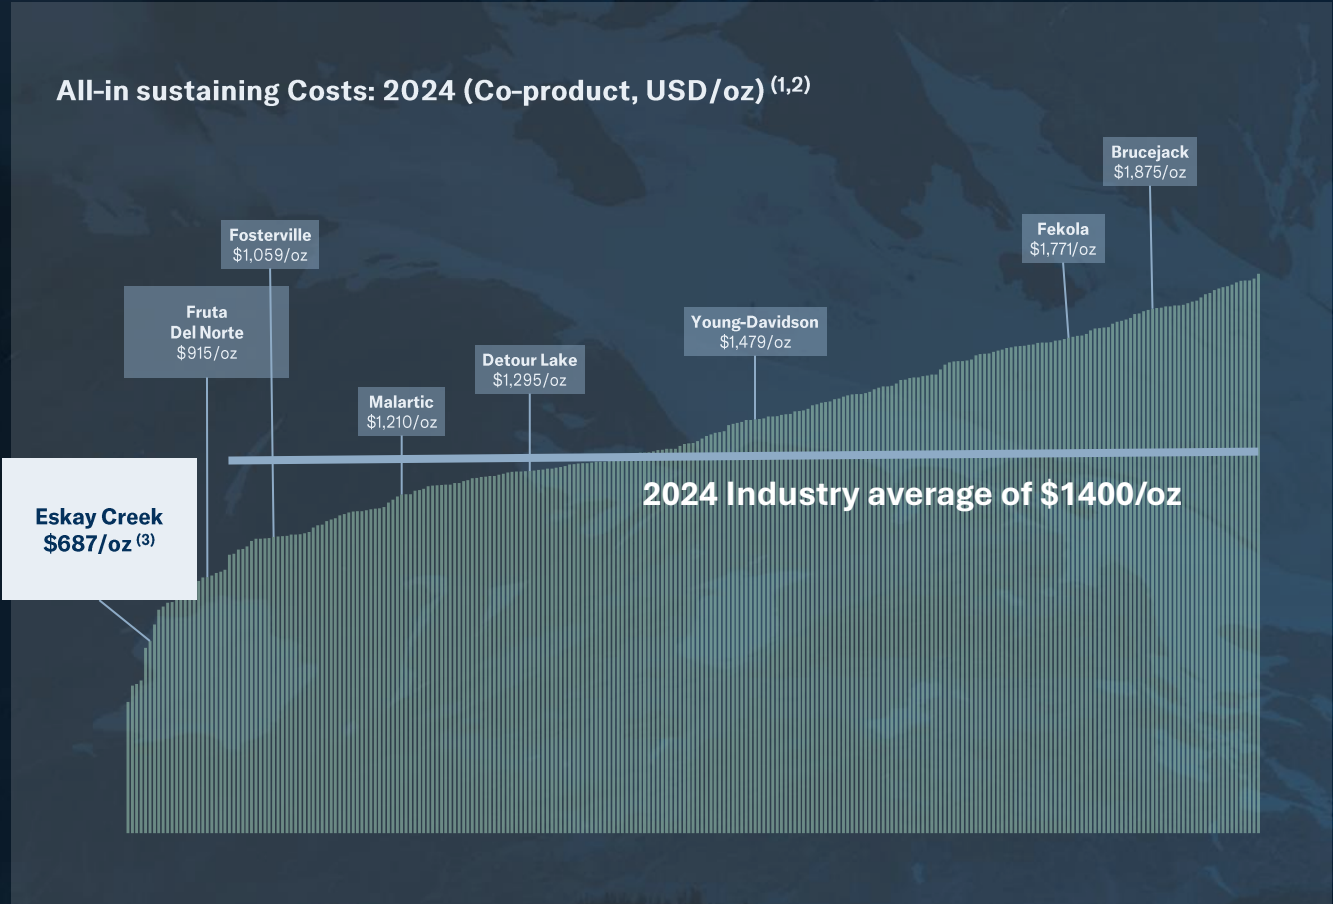 All-in sustaining Costs: 2024 (Co-product, USD/oz) (1,2)
Brucejack
$1,875/oz
Fekola
$1,771/oz
Fosterville
$1,059/oz
Fruta
Del Norte
$915/oz
Young-Davidson
$1,479/oz
Detour Lake
$1,295/oz
Malartic
$1,210/oz
2024 Industry average of $1400/oz
Eskay Creek
$687/oz (3)